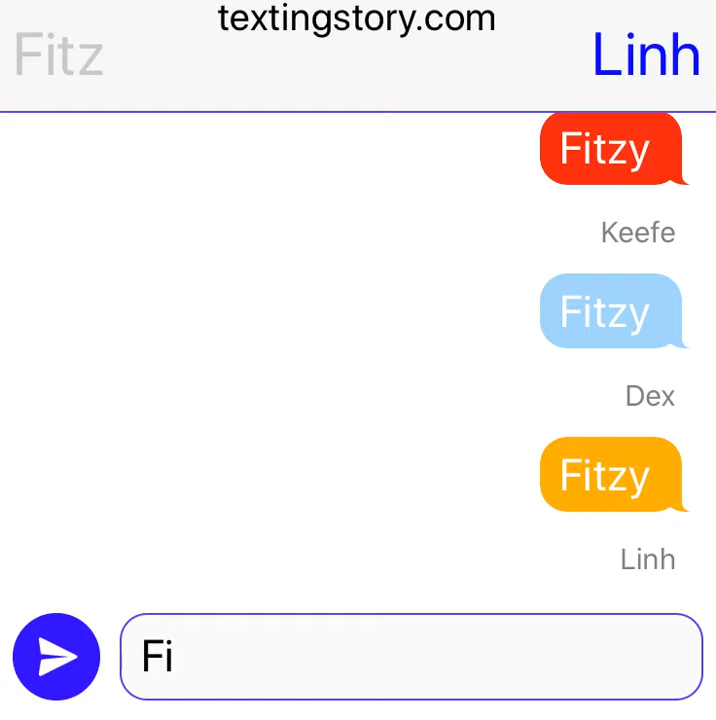 textingstory.com
Fitz
Linh
Fitzy
Keefe
Fitzy
Dex
Fitzy
Linh
Fi